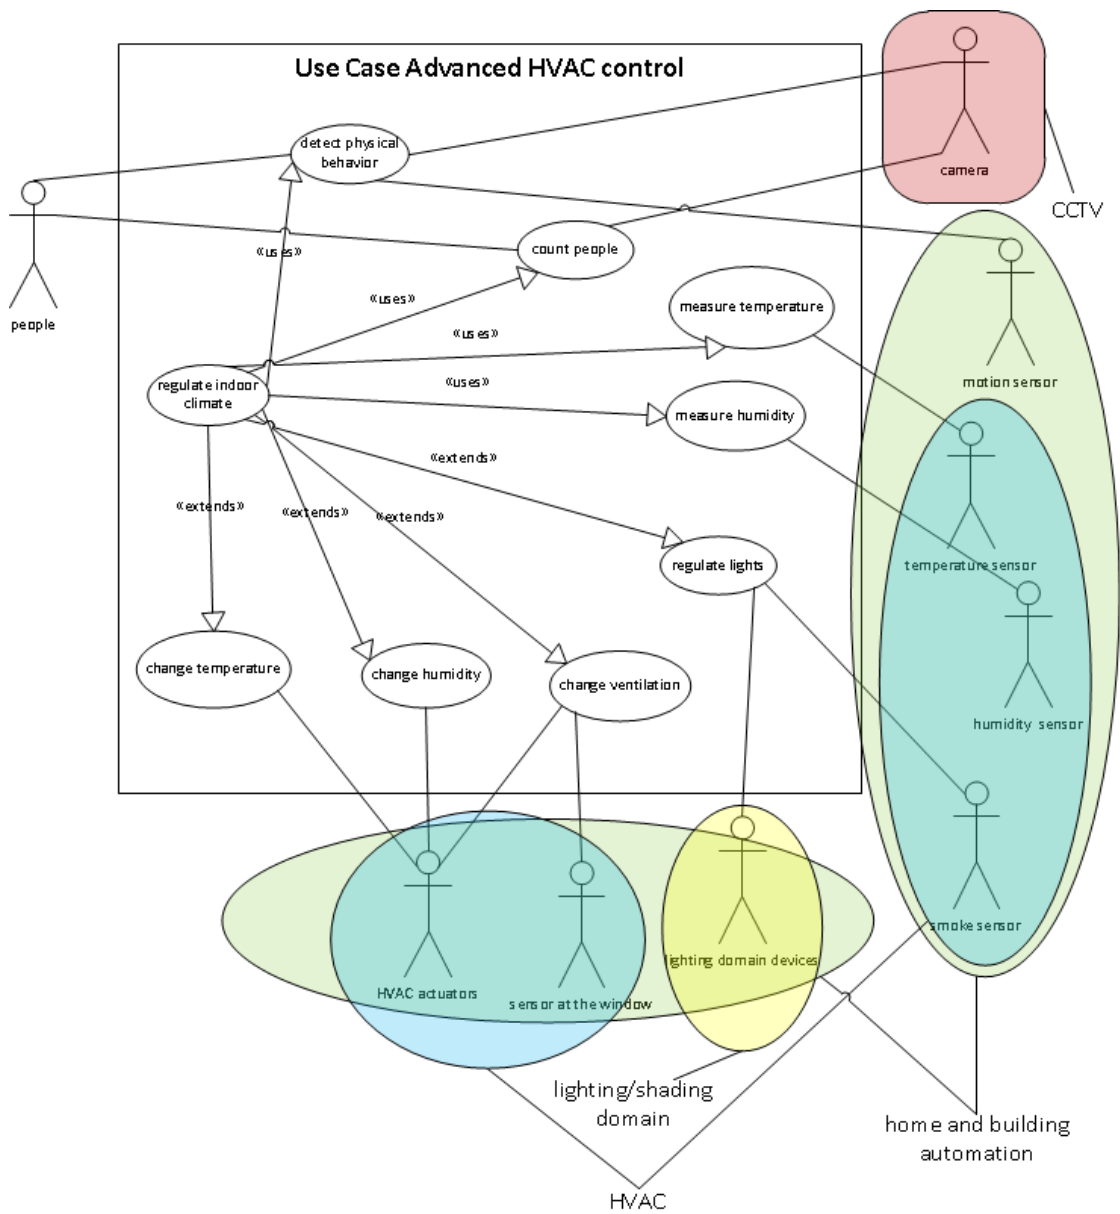 Use Case Advanced HVAC control
detect physical
behavior
camera
CCTV
people
«uses»
count people
«uses»
measure temperature
«uses»
motion sensor
regulate indoor
climate
«uses»
measure humidity
«extends»
«extends»
«extends»
«extends»
regulate lights
temperature sensor
change temperature
change humidity
change ventilation
humidity sensor
smoke sensor
HVAC actuators
sensor at the window
lighting domain devices
lighting/shading
domain
home and building
automation
HVAC